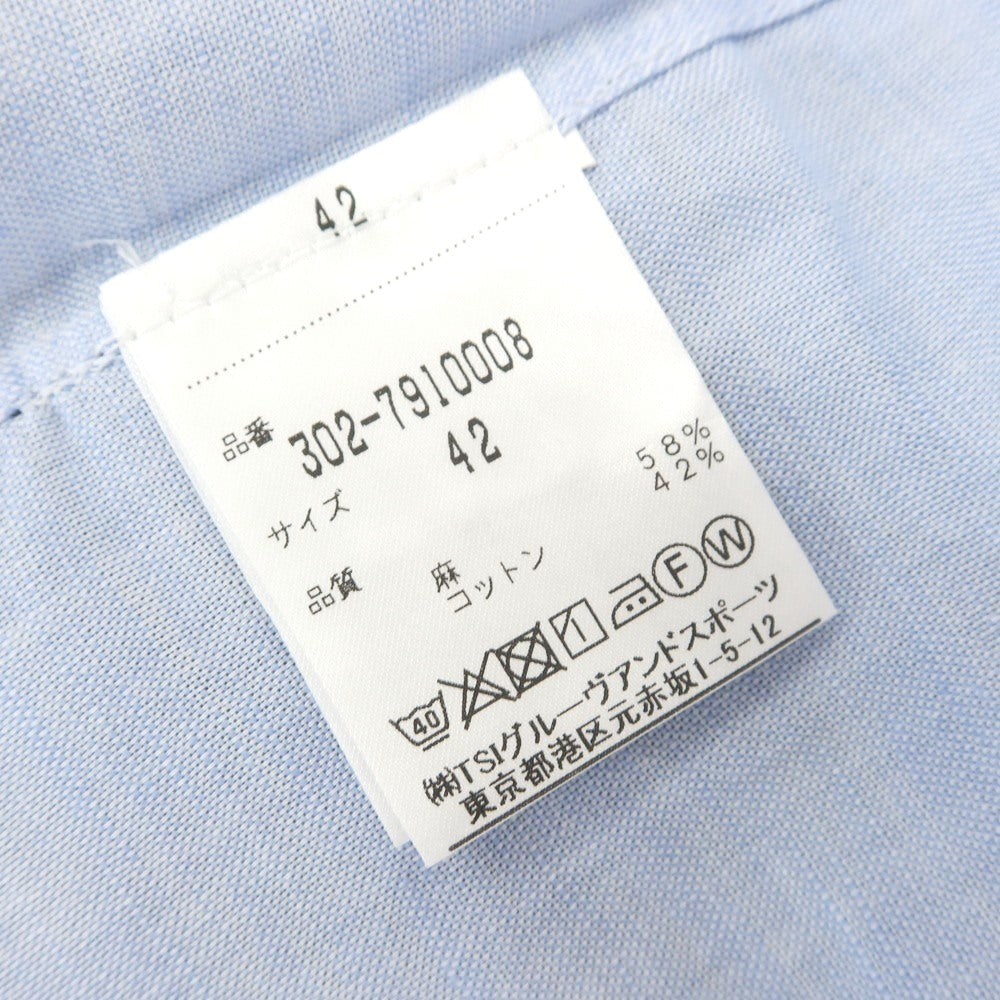 42
品番 302-7910008
サイズ 42
品質 麻 58%
コットン 42%
40 F W
㈱TSIグルーヴアンドスポーツ
東京都港区元赤坂1-5-12